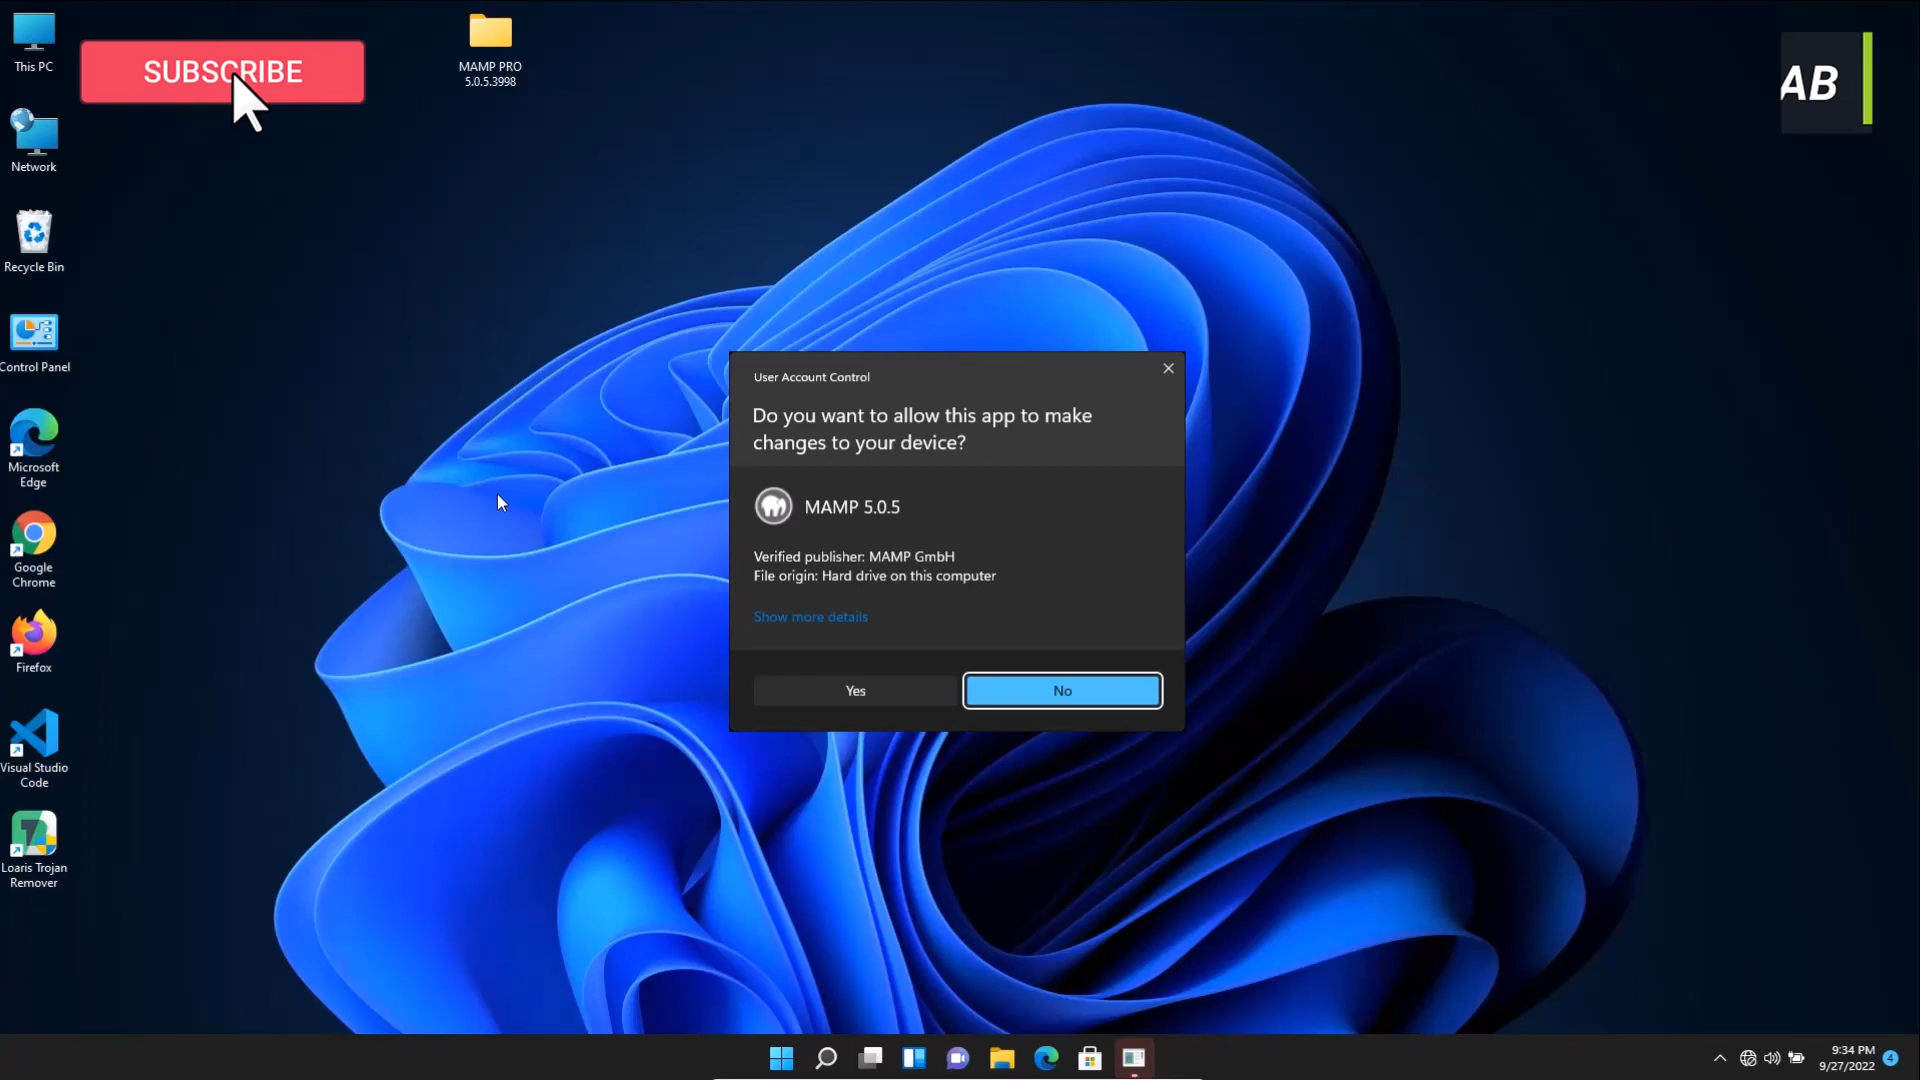 This PC
SUBSCRIBE
MAMP PRO
5.0.5.3998
AB
Network
Recycle Bin
Control Panel
Microsoft
Edge
Google
Chrome
Firefox
Visual Studio
Code
Loaris Trojan
Remover
User Account Control
Do you want to allow this app to make
changes to your device?
MAMP 5.0.5
Verified publisher: MAMP GmbH
File origin: Hard drive on this computer
Show more details
Yes
No
9:34 PM
9/27/2022
4